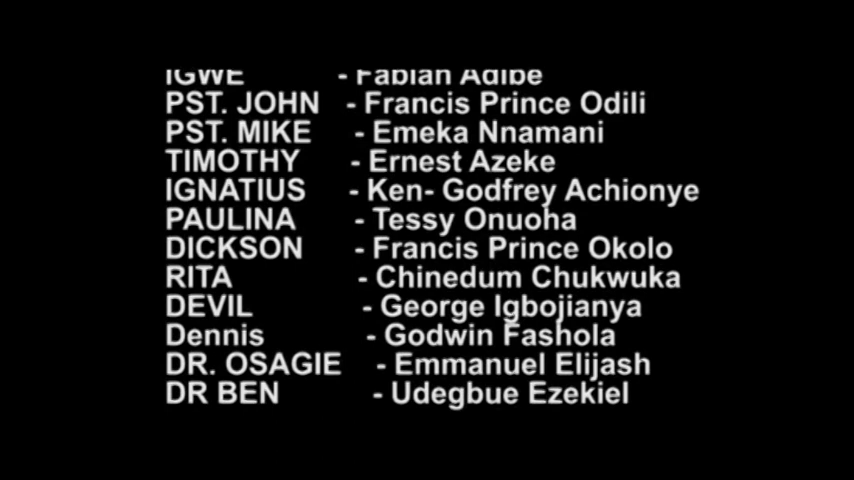 IGWE - Fabian Adibe
PST. JOHN - Francis Prince Odili
PST. MIKE - Emeka Nnamani
TIMOTHY - Ernest Azeke
IGNATIUS - Ken- Godfrey Achionye
PAULINA - Tessy Onuoha
DICKSON - Francis Prince Okolo
RITA - Chinedum Chukwuka
DEVIL - George Igbojianya
Dennis - Godwin Fashola
DR. OSAGIE - Emmanuel Elijash
DR BEN - Udegbue Ezekiel